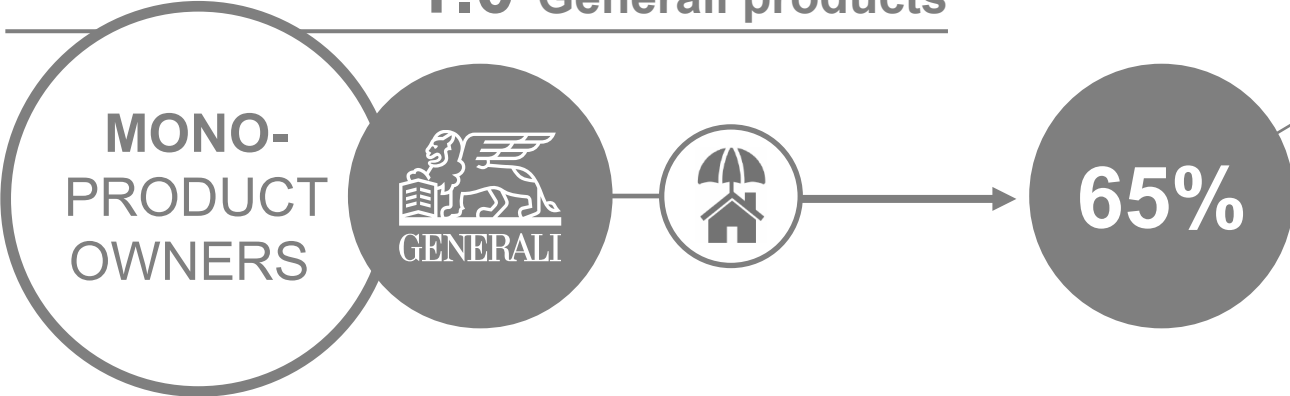 Generali products
MONO-
PRODUCT
OWNERS
GENERALI
65%